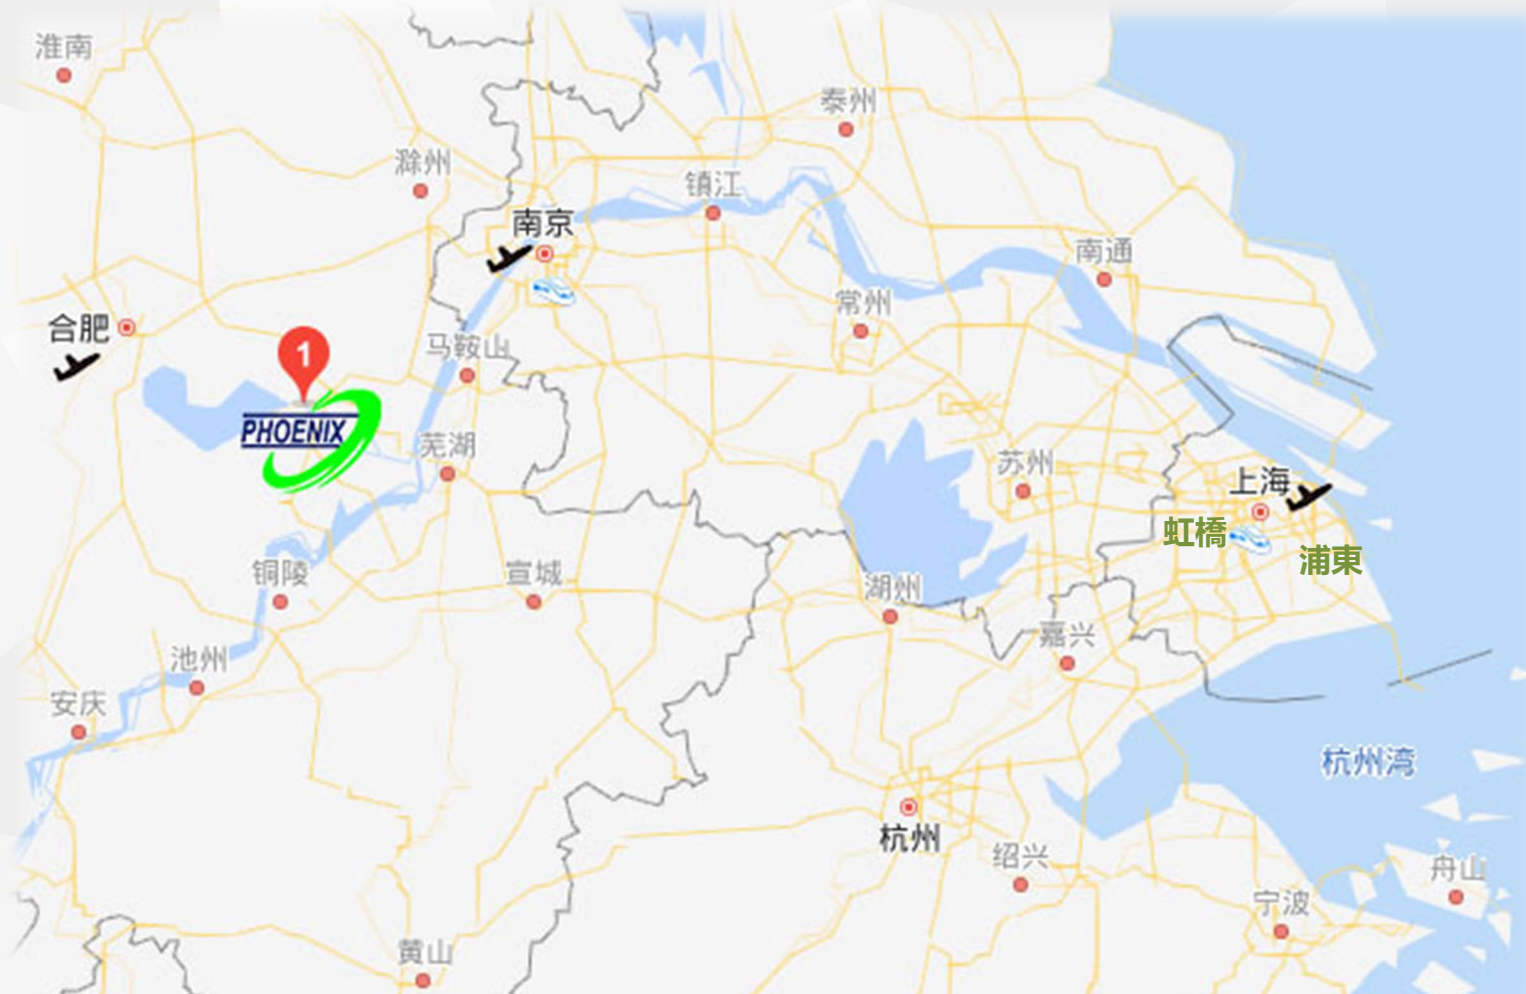 淮南
泰州
滁州
镇江
南京
南通
常州
合肥
1
马鞍山
PHOENIX
芜湖
苏州
上海
虹橋
浦東
铜陵
宣城
湖州
嘉兴
池州
安庆
杭州湾
杭州
绍兴
舟山
宁波
黄山